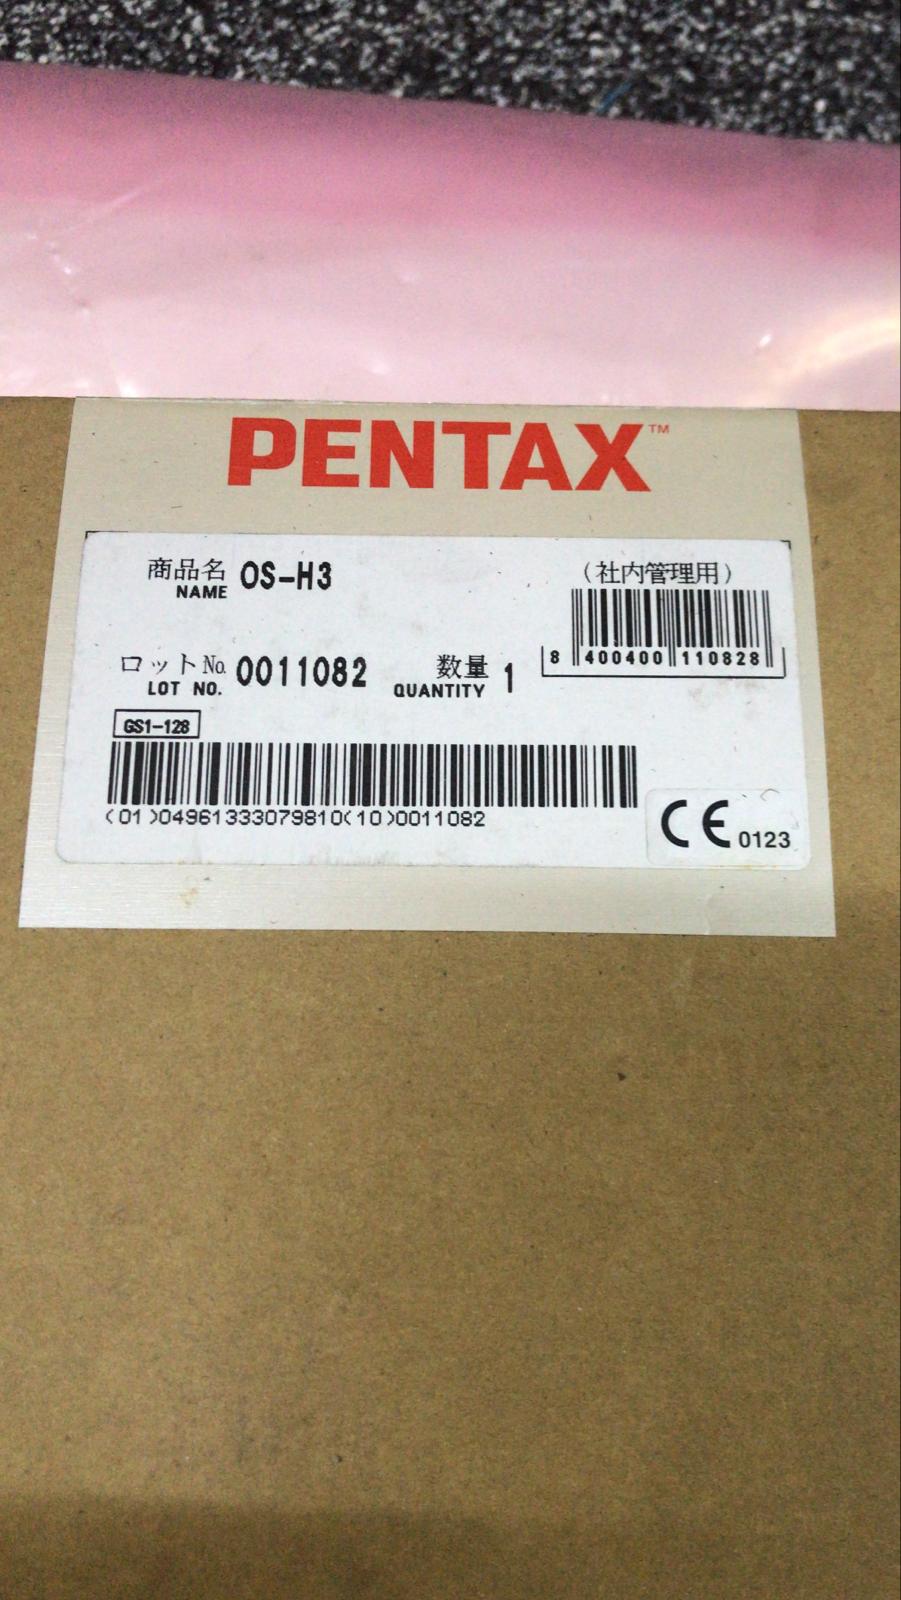 PENTAX™
商品名 OS-H3 (社内管理用)
NAME
8 400400 110828
ロットNo. 0011082 数量 1
LOT NO. QUANTITY
GS1-128
(01)04961333079810(10)0011082
CE 0123